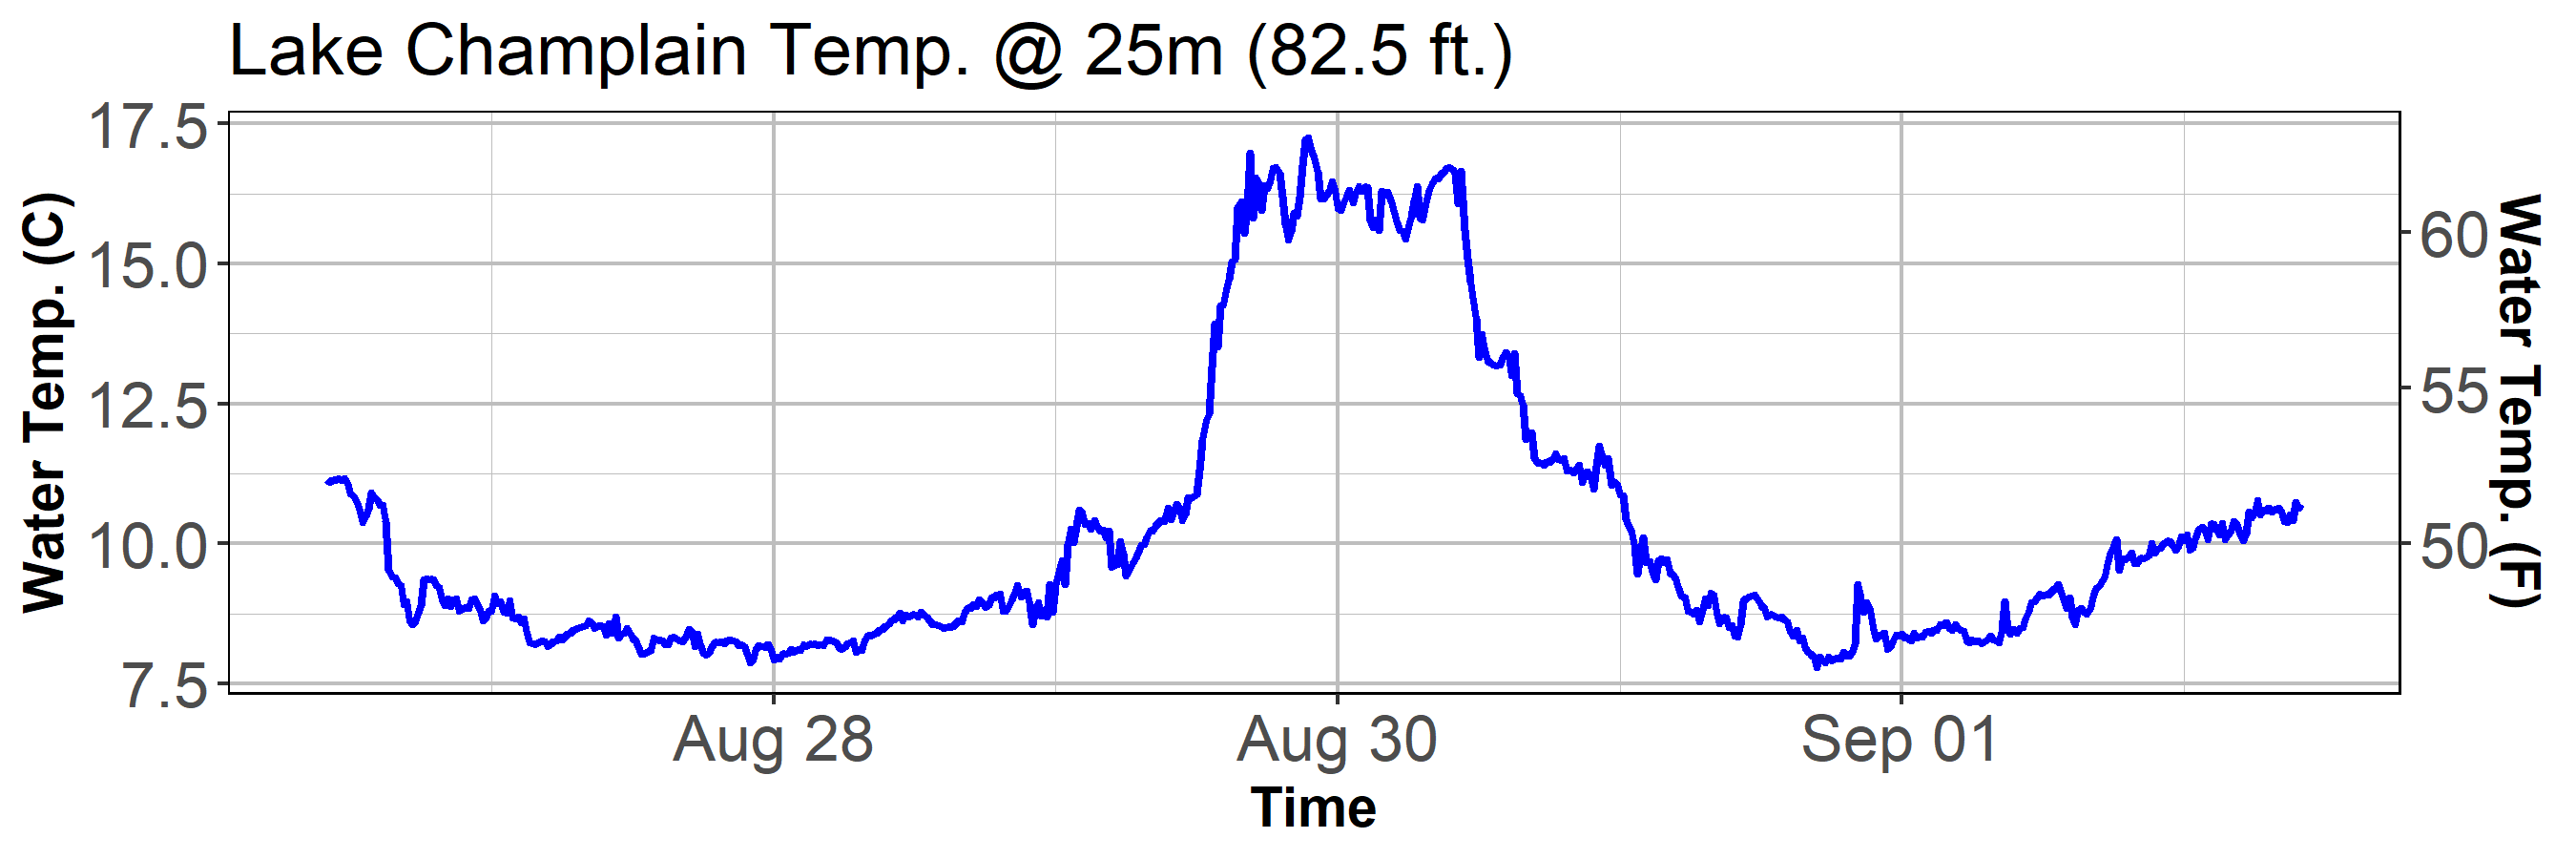 Lake Champlain Temp. @ 25m (82.5 ft.)
Water Temp. (C)
17.5
15.0
12.5
10.0
7.5
60
55
50
Water Temp. (F)
Aug 28
Aug 30
Sep 01
Time